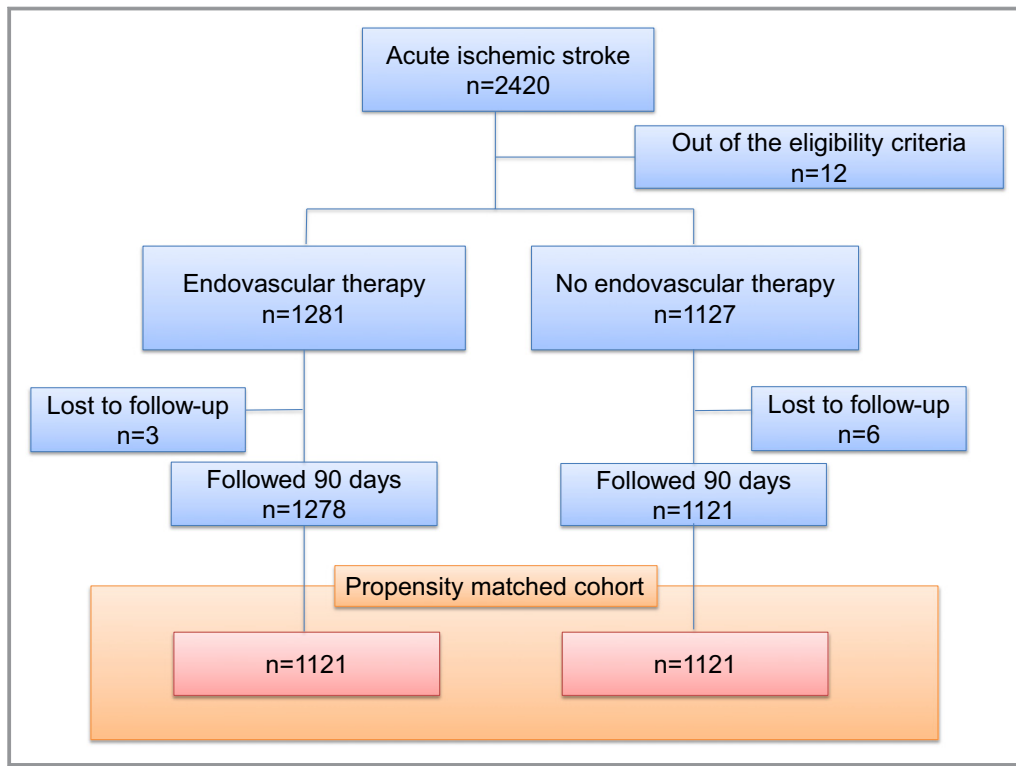 Acute ischemic stroke
n=2420
Out of the eligibility criteria
n=12
Endovascular therapy
n=1281
No endovascular therapy
n=1127
Lost to follow-up
n=3
Lost to follow-up
n=6
Followed 90 days
n=1278
Followed 90 days
n=1121
Propensity matched cohort
n=1121
n=1121